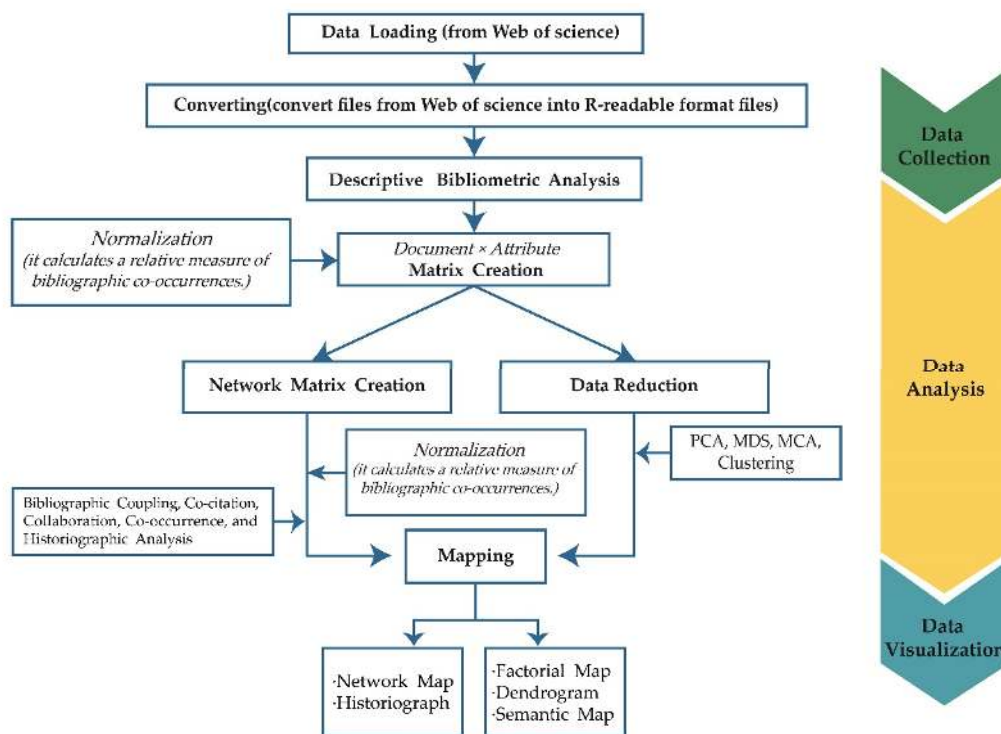 Data Loading (from Web of science)
Converting(convert files from Web of science into R-readable format files)
Descriptive Bibliometric Analysis
Normalization
(it calculates a relative measure of
bibliographic co-occurrences.)
Document × Attribute
Matrix Creation
Network Matrix Creation
Data Reduction
Normalization
(it calculates a relative measure of
bibliographic co-occurrences.)
PCA, MDS, MCA,
Clustering
Bibliographic Coupling, Co-citation,
Collaboration, Co-occurrence, and
Historiographic Analysis
Mapping
·Network Map
·Historiograph
·Factorial Map
·Dendrogram
·Semantic Map
Data
Collection
Data
Analysis
Data
Visualization